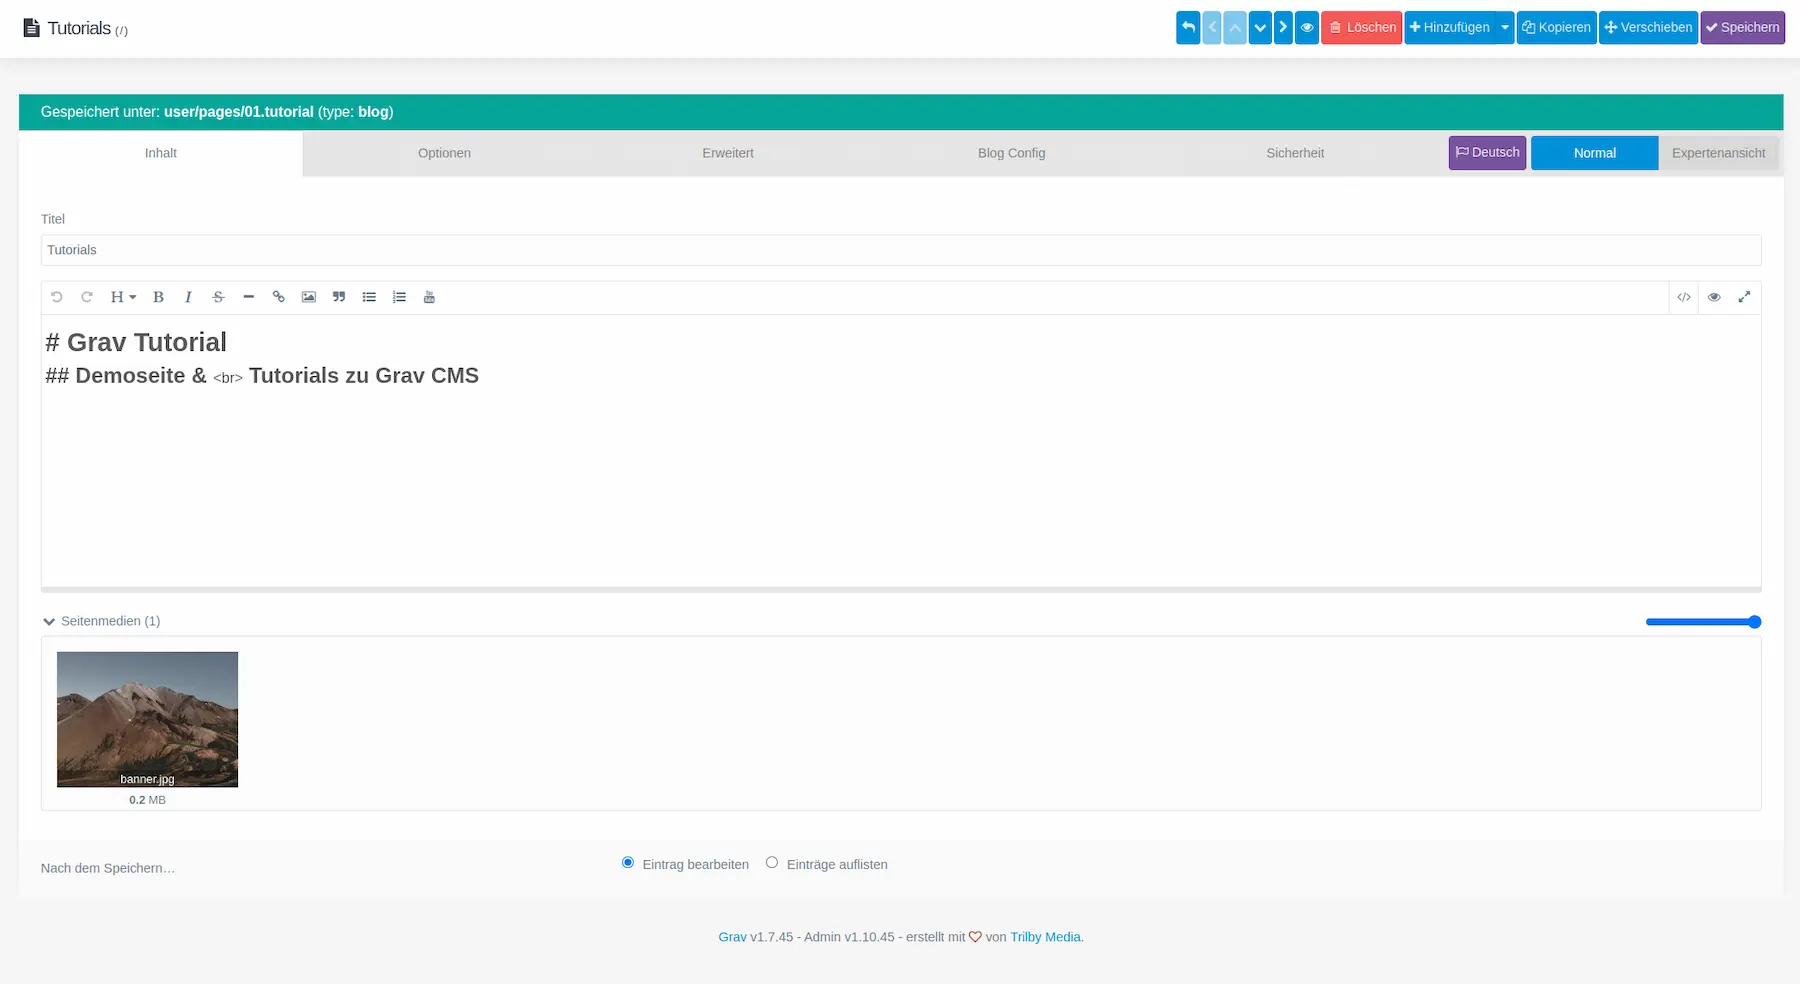 Tutorials (/)
Löschen
Hinzufügen
Kopieren
Verschieben
Speichern
Gespeichert unter: user/pages/01.tutorial (type: blog)
Inhalt
Optionen
Erweitert
Blog Config
Sicherheit
Deutsch
Normal
Expertenansicht
Titel
Tutorials
H
B
I
S
# Grav Tutorial
## Demoseite & <br> Tutorials zu Grav CMS
Seitenmedien (1)
banner.jpg
0.2 MB
Nach dem Speichern…
Eintrag bearbeiten
Einträge auflisten
Grav v1.7.45 - Admin v1.10.45 - erstellt mit von Trilby Media.